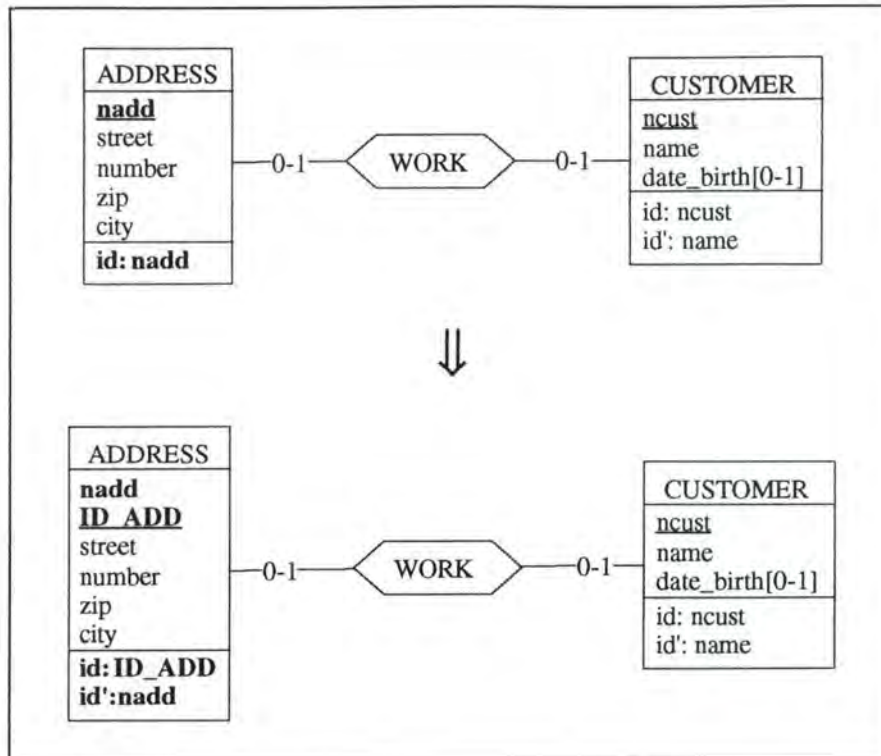 ADDRESS
nadd
street
number
zip
city
id: nadd
0-1
WORK
0-1
CUSTOMER
ncust
name
date_birth[0-1]
id: ncust
id': name
⇓
ADDRESS
nadd
ID_ADD
street
number
zip
city
id: ID_ADD
id':nadd
0-1
WORK
0-1
CUSTOMER
ncust
name
date_birth[0-1]
id: ncust
id': name